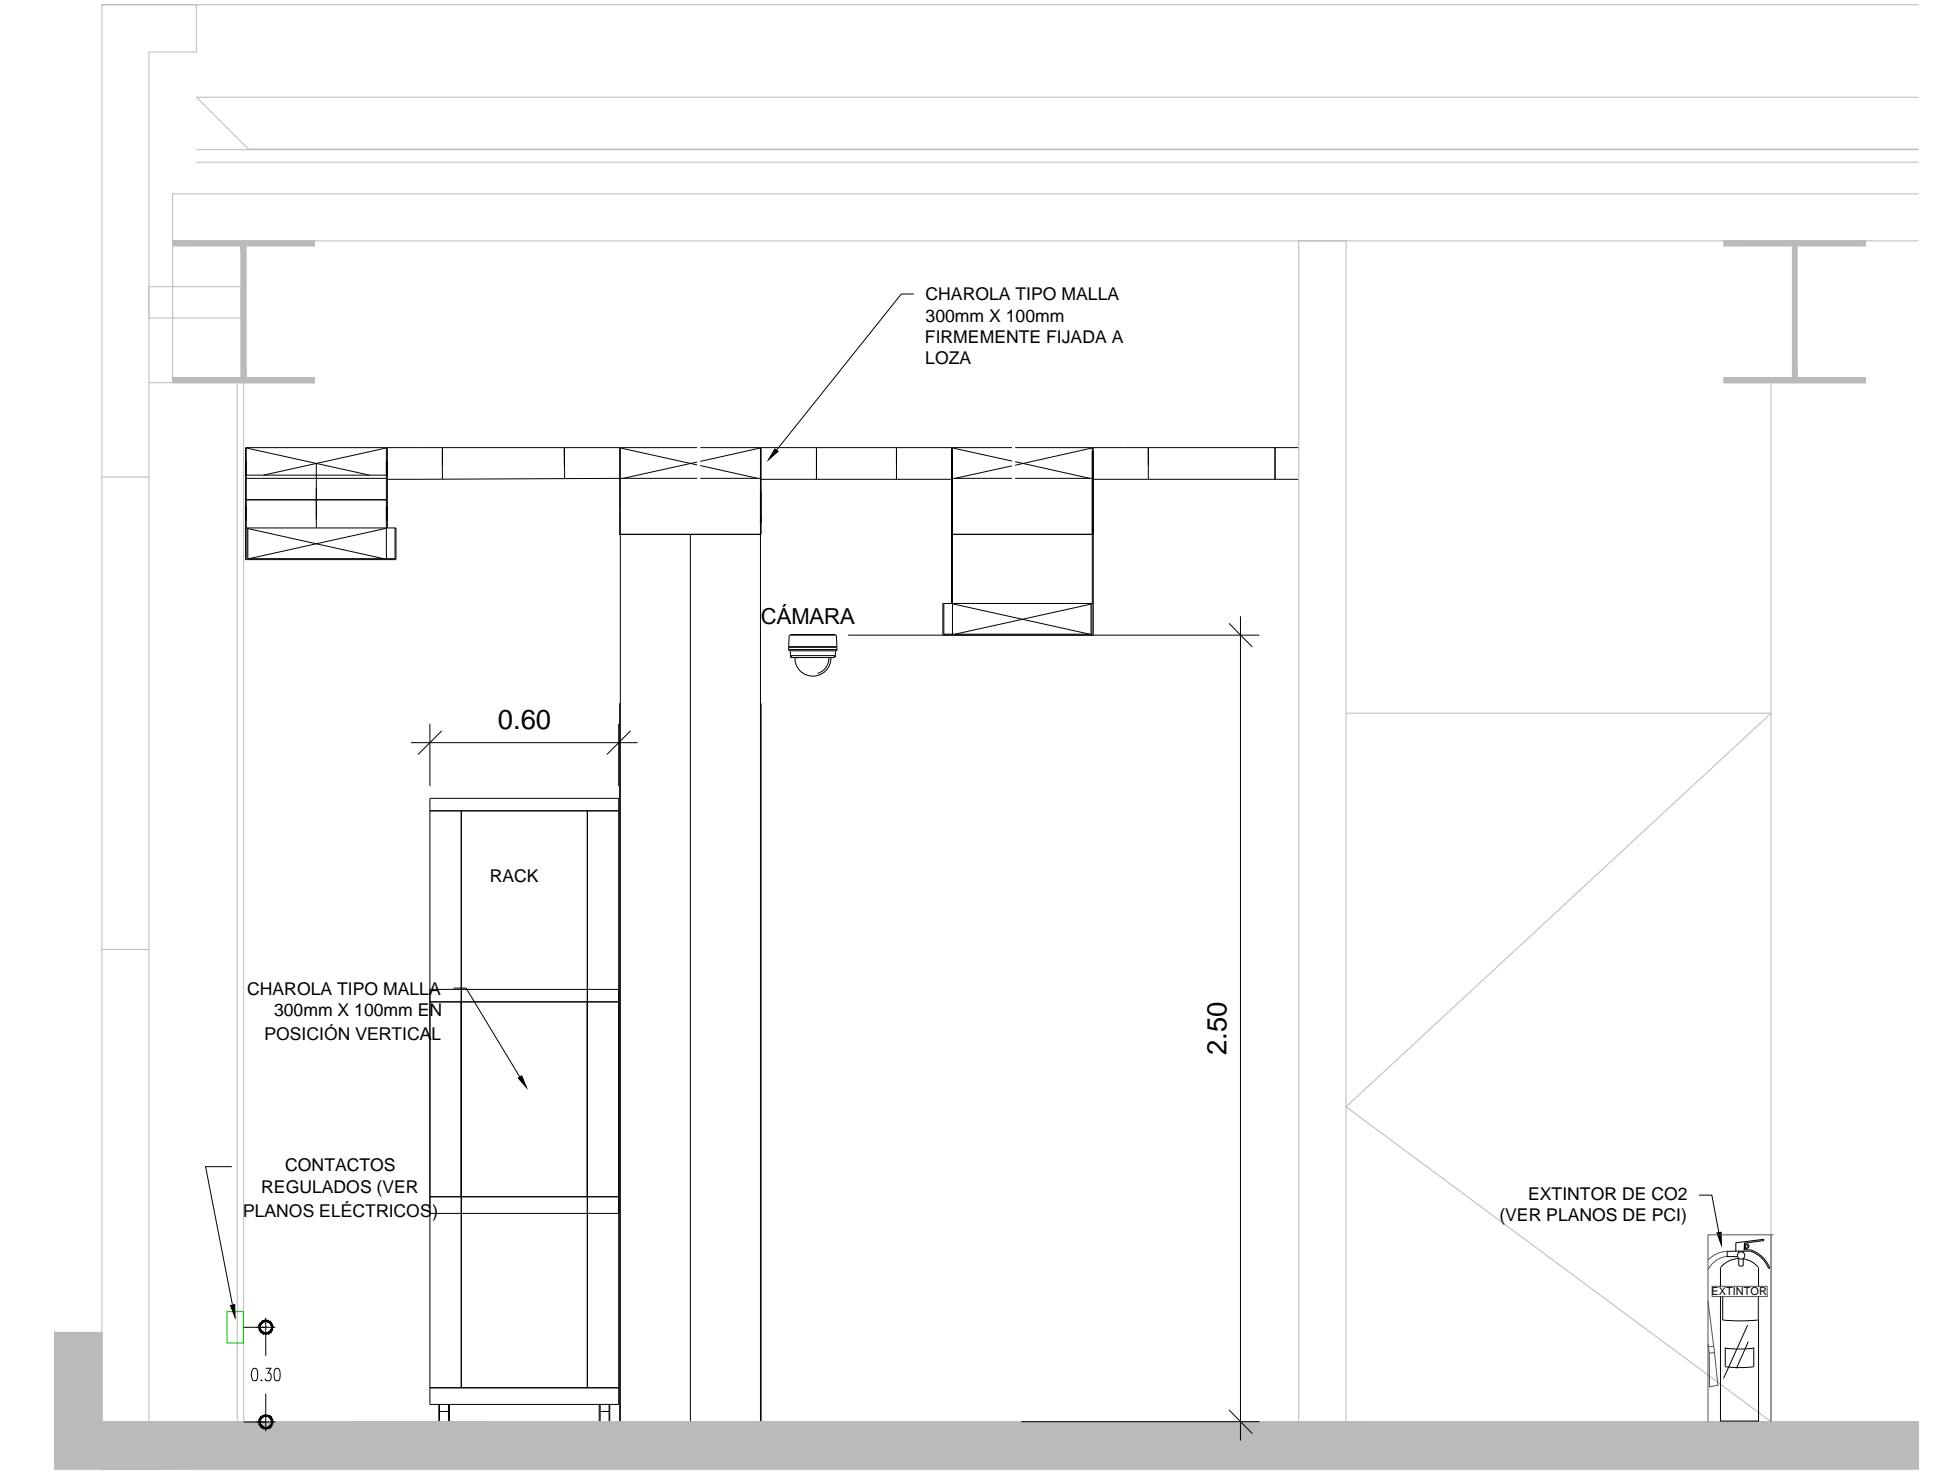 CHAROLA TIPO MALLA
300mm X 100mm
FIRMEMENTE FIJADA A
LOZA
CÁMARA
0.60
RACK
CHAROLA TIPO MALLA
300mm X 100mm EN
POSICIÓN VERTICAL
2.50
CONTACTOS
REGULADOS (VER
PLANOS ELÉCTRICOS)
EXTINTOR DE CO2
(VER PLANOS DE PCI)
EXTINTOR
0.30